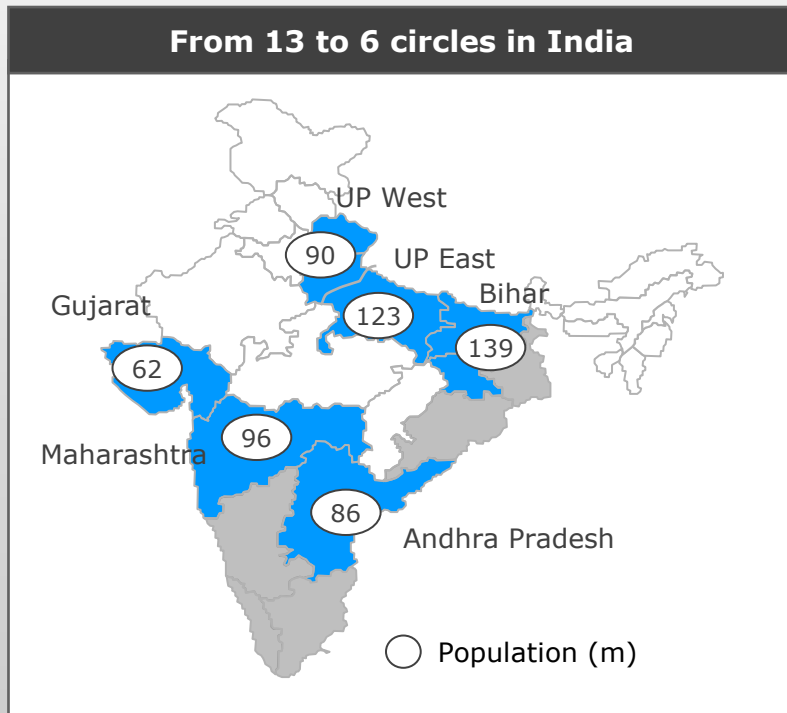 From 13 to 6 circles in India
UP West
90
UP East
Bihar
Gujarat
123
139
62
Maharashtra
96
86
Andhra Pradesh
Population (m)